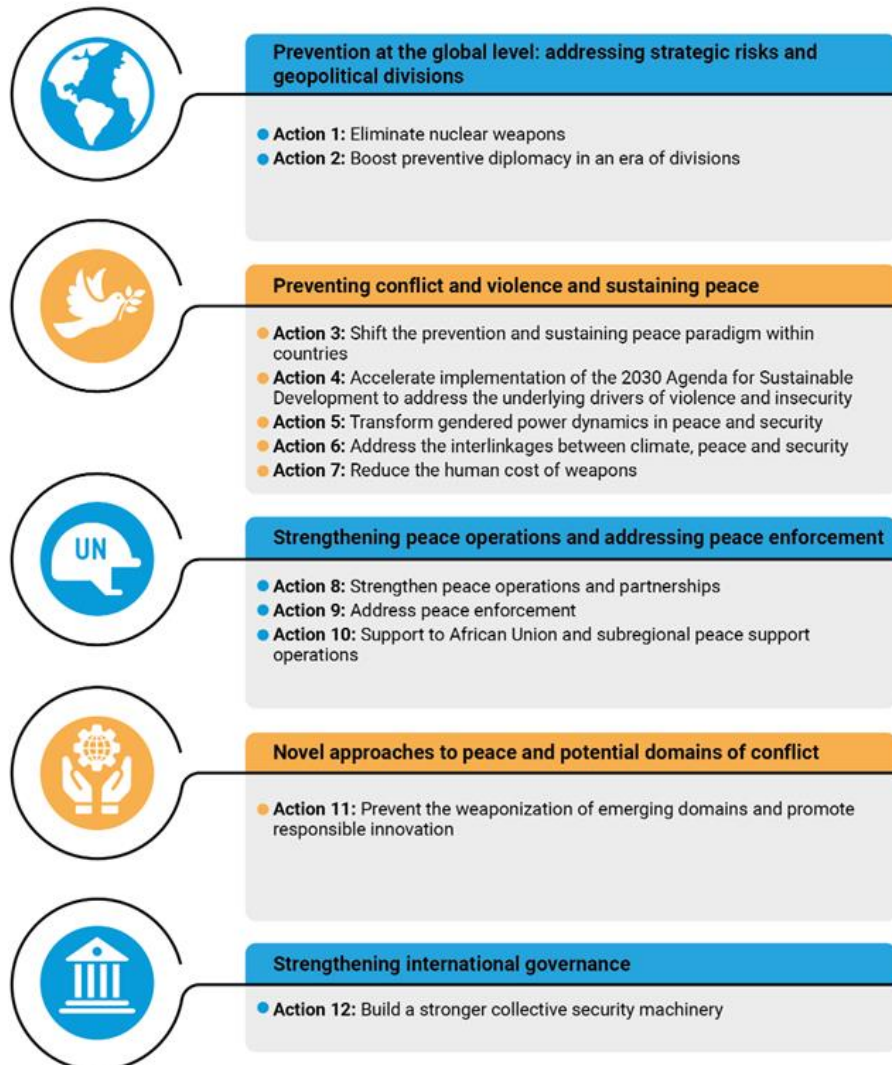 Prevention at the global level: addressing strategic risks and
geopolitical divisions
Action 1: Eliminate nuclear weapons
Action 2: Boost preventive diplomacy in an era of divisions
Preventing conflict and violence and sustaining peace
Action 3: Shift the prevention and sustaining peace paradigm within
countries
Action 4: Accelerate implementation of the 2030 Agenda for Sustainable
Development to address the underlying drivers of violence and insecurity
Action 5: Transform gendered power dynamics in peace and security
Action 6: Address the interlinkages between climate, peace and security
Action 7: Reduce the human cost of weapons
UN
Strengthening peace operations and addressing peace enforcement
Action 8: Strengthen peace operations and partnerships
Action 9: Address peace enforcement
Action 10: Support to African Union and subregional peace support
operations
Novel approaches to peace and potential domains of conflict
Action 11: Prevent the weaponization of emerging domains and promote
responsible innovation
Strengthening international governance
Action 12: Build a stronger collective security machinery